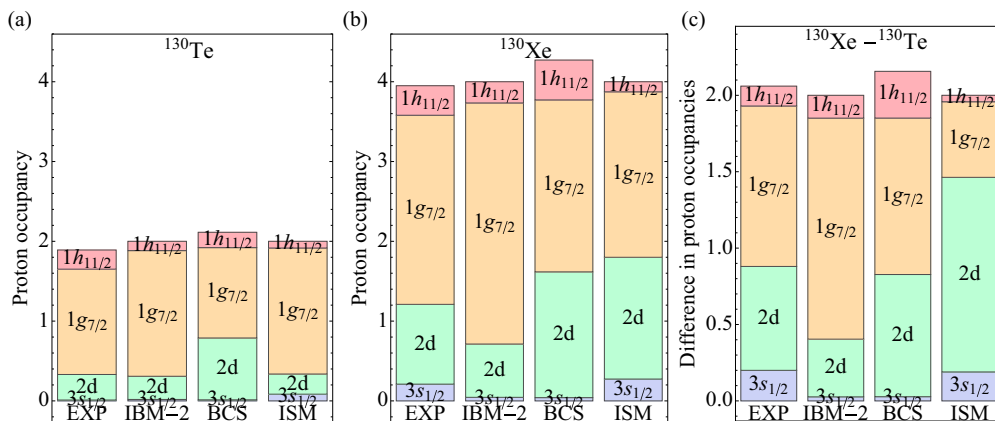 (a)
¹³⁰Te
Proton occupancy
4
3
2
1
0
1h₁₁/₂
1g₇/₂
2d
3s₁/₂
1h₁₁/₂
1g₇/₂
2d
3s₁/₂
1h₁₁/₂
1g₇/₂
2d
3s₁/₂
1h₁₁/₂
1g₇/₂
2d
3s₁/₂
EXP IBM−2 BCS ISM
(b)
¹³⁰Xe
Proton occupancy
4
3
2
1
0
1h₁₁/₂
1g₇/₂
2d
3s₁/₂
1h₁₁/₂
1g₇/₂
2d
3s₁/₂
1h₁₁/₂
1g₇/₂
2d
3s₁/₂
1h₁₁/₂
1g₇/₂
2d
3s₁/₂
EXP IBM−2 BCS ISM
(c)
¹³⁰Xe −¹³⁰Te
Difference in proton occupancies
2.0
1.5
1.0
0.5
0.0
1h₁₁/₂
1g₇/₂
2d
3s₁/₂
1h₁₁/₂
1g₇/₂
2d
3s₁/₂
1h₁₁/₂
1g₇/₂
2d
3s₁/₂
1h₁₁/₂
1g₇/₂
2d
3s₁/₂
EXP IBM−2 BCS ISM